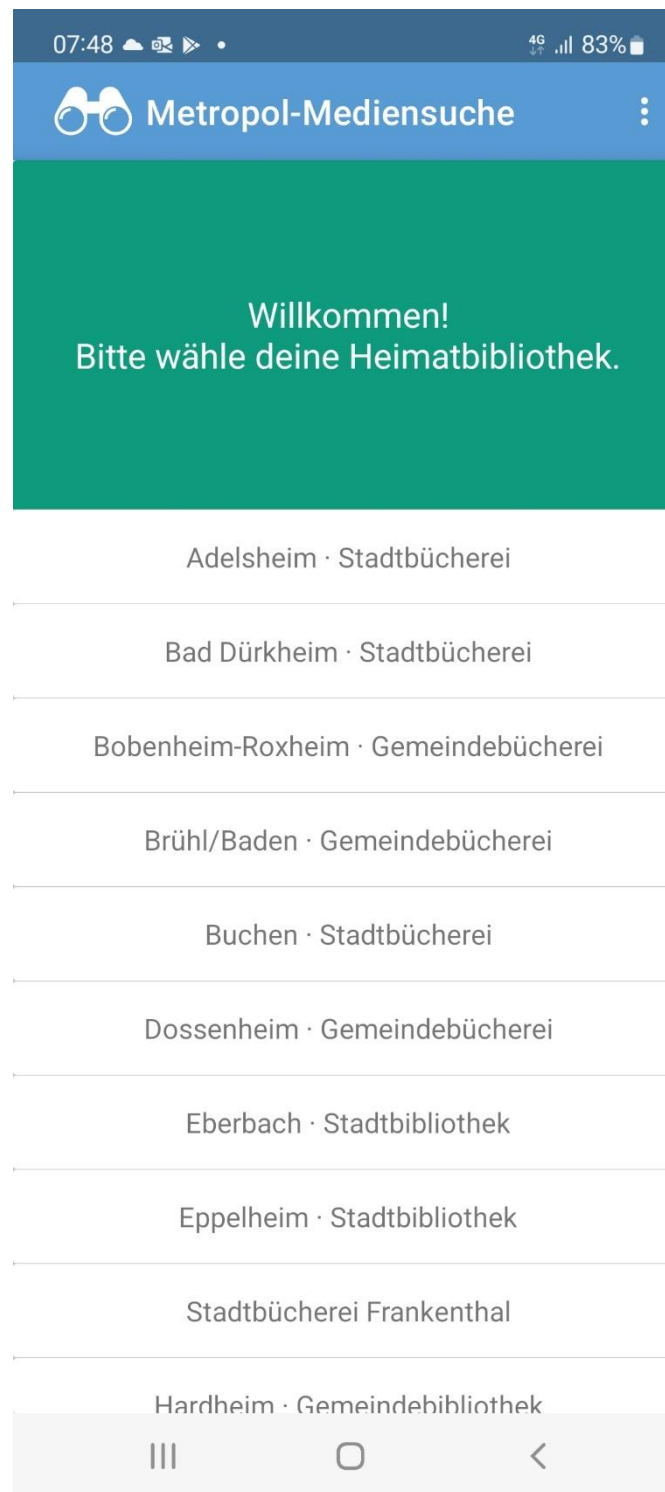 07:48 4G 83%
Metropol-Mediensuche
Willkommen!
Bitte wähle deine Heimatbibliothek.
Adelsheim · Stadtbücherei
Bad Dürkheim · Stadtbücherei
Bobenheim-Roxheim · Gemeindebücherei
Brühl/Baden · Gemeindebücherei
Buchen · Stadtbücherei
Dossenheim · Gemeindebücherei
Eberbach · Stadtbibliothek
Eppelheim · Stadtbibliothek
Stadtbücherei Frankenthal
Hardheim · Gemeindebibliothek